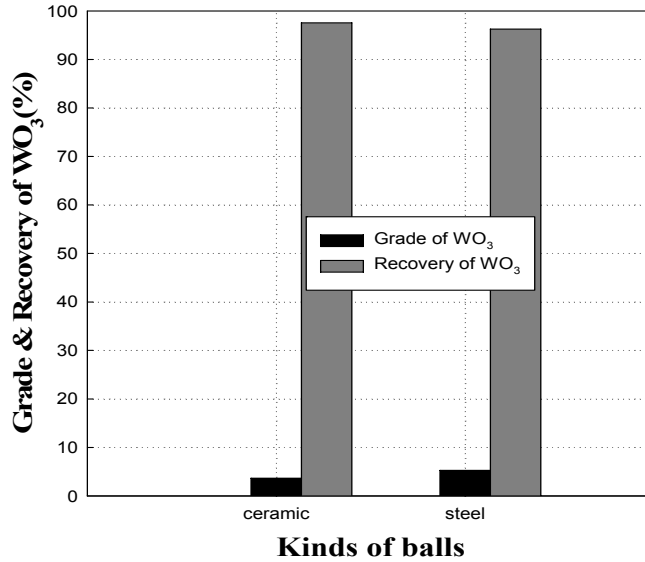 100
90
80
70
60
50
40
30
20
10
0
Grade & Recovery of WO₃(%)
Grade of WO₃
Recovery of WO₃
ceramic steel
Kinds of balls